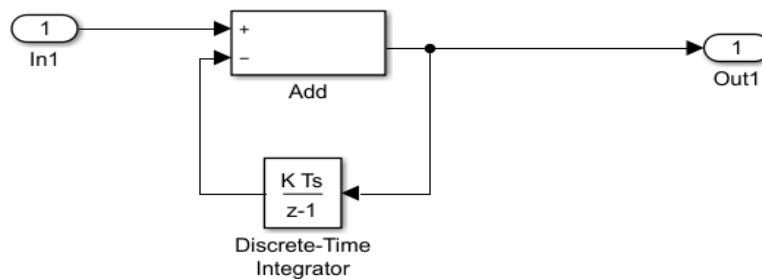 1
In1
+
−
Add
1
Out1
K Ts
z-1
Discrete-Time
Integrator